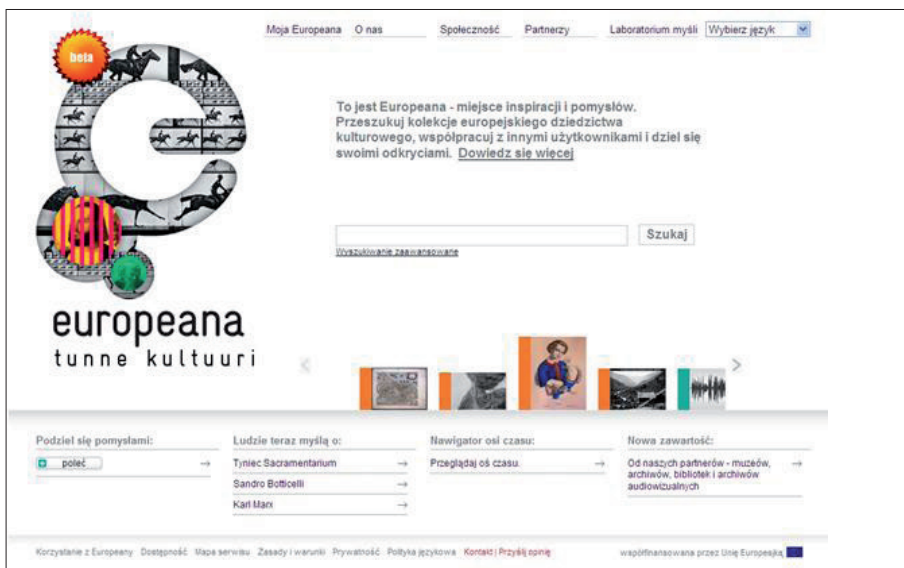 Moja Europeana O nas Społeczność Partnerzy Laboratorium myśli Wybierz język
beta
To jest Europeana - miejsce inspiracji i pomysłów.
Przeszukuj kolekcje europejskiego dziedzictwa
kulturowego, współpracuj z innymi użytkownikami i dziel się
swoimi odkryciami. Dowiedz się więcej
Szukaj
Wyszukiwanie zaawansowane
europeana
tunne kultuuri
Podziel się pomysłami: Ludzie teraz myślą o: Nawigator osi czasu: Nowa zawartość:
poleć → Tyniec Sacramentarium → Przeglądaj oś czasu. → Od naszych partnerów - muzeów, →
archiwów, bibliotek i archiwów
audiowizualnych
Sandro Botticelli →
Karl Marx →
Korzystanie z Europeany Dostępność Mapa serwisu Zasady i warunki Prywatność Polityka językowa Kontakt | Przyślij opinię współfinansowana przez Unię Europejską